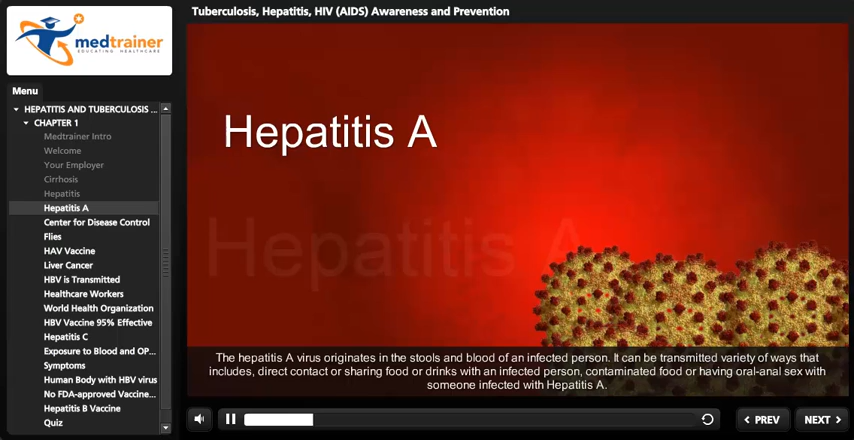 Tuberculosis, Hepatitis, HIV (AIDS) Awareness and Prevention
medtrainer
EDUCATING HEALTHCARE
Menu
HEPATITIS AND TUBERCULOSIS ...
CHAPTER 1
Medtrainer Intro
Welcome
Your Employer
Cirrhosis
Hepatitis
Hepatitis A
Center for Disease Control
Flies
HAV Vaccine
Liver Cancer
HBV is Transmitted
Healthcare Workers
World Health Organization
HBV Vaccine 95% Effective
Hepatitis C
Exposure to Blood and OP...
Symptoms
Human Body with HBV virus
No FDA-approved Vaccine...
Hepatitis B Vaccine
Quiz
Hepatitis A
Hepatitis A
The hepatitis A virus originates in the stools and blood of an infected person. It can be transmitted variety of ways that
includes, direct contact or sharing food or drinks with an infected person, contaminated food or having oral-anal sex with
someone infected with Hepatitis A.
PREV
NEXT